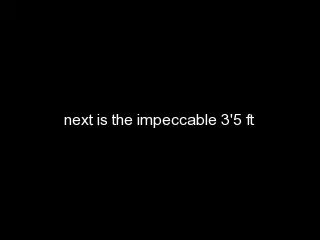 next is the impeccable 3'5 ft